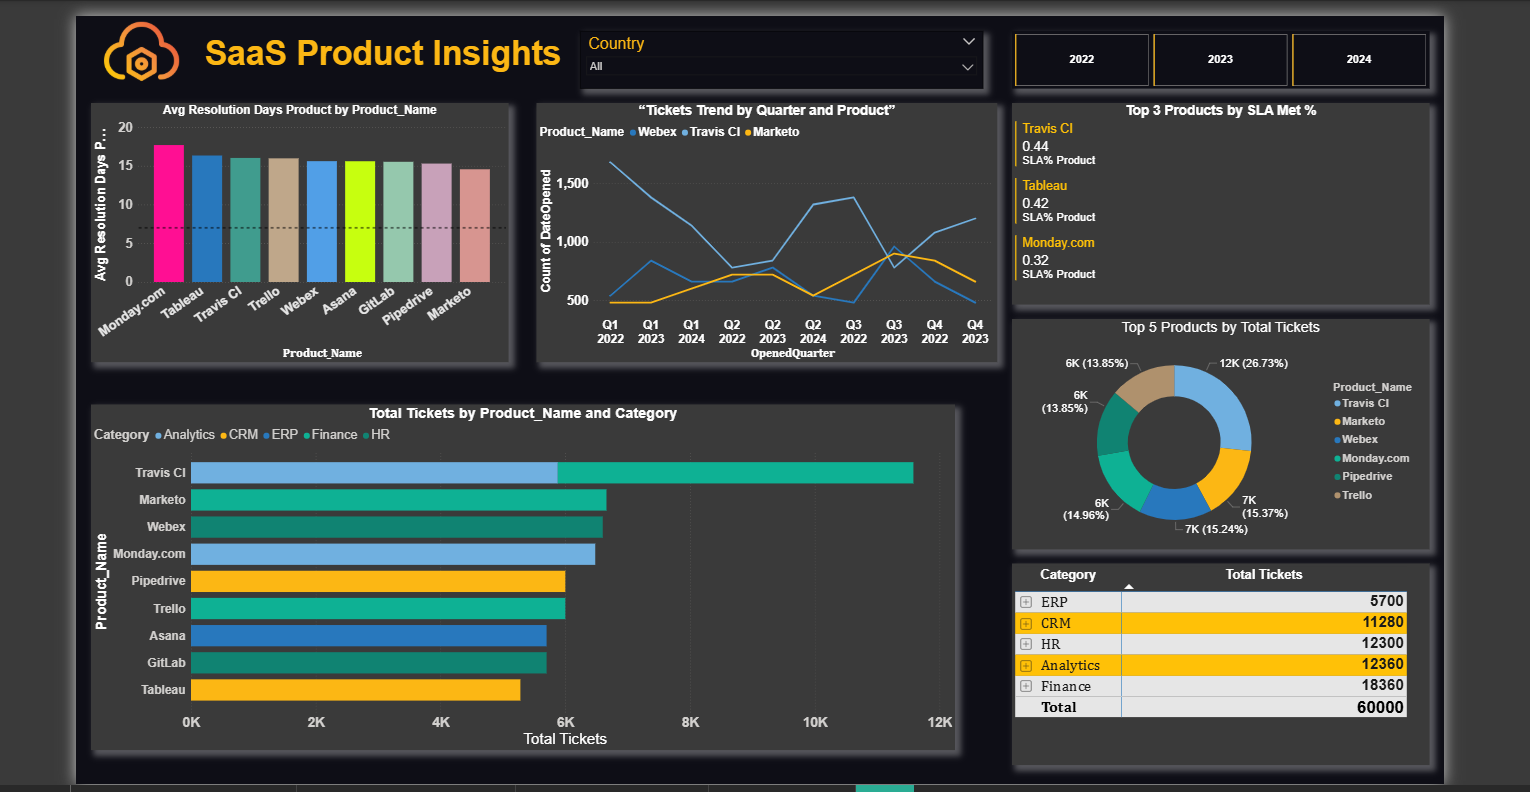 SaaS Product Insights
Country
All
2022
2023
2024
Avg Resolution Days Product by Product_Name
Avg Resolution Days P…
20
15
10
5
0
Monday.com
Tableau
Travis CI
Trello
Webex
Asana
GitLab
Pipedrive
Marketo
Product_Name
“Tickets Trend by Quarter and Product”
Product_Name Webex Travis CI Marketo
Count of DateOpened
1,500
1,000
500
Q1 2022
Q1 2023
Q1 2024
Q2 2022
Q2 2023
Q2 2024
Q3 2022
Q3 2023
Q4 2022
Q4 2023
OpenedQuarter
Top 3 Products by SLA Met %
Travis CI
0.44
SLA% Product
Tableau
0.42
SLA% Product
Monday.com
0.32
SLA% Product
Top 5 Products by Total Tickets
6K (13.85%)
12K (26.73%)
6K
(13.85%)
6K
(14.96%)
7K
(15.37%)
7K (15.24%)
Product_Name
Travis CI
Marketo
Webex
Monday.com
Pipedrive
Trello
Total Tickets by Product_Name and Category
Category Analytics CRM ERP Finance HR
Product_Name
Travis CI
Marketo
Webex
Monday.com
Pipedrive
Trello
Asana
GitLab
Tableau
0K 2K 4K 6K 8K 10K 12K
Total Tickets
Category Total Tickets
ERP 5700
CRM 11280
HR 12300
Analytics 12360
Finance 18360
Total 60000